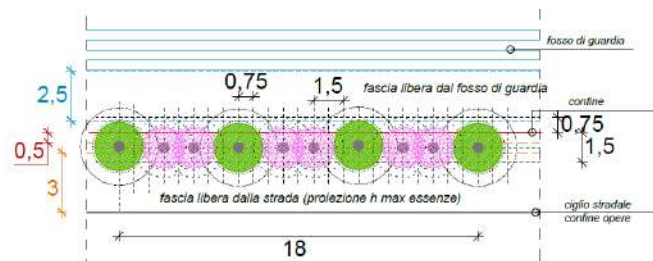 fosso di guardia
0,75
1,5
fascia libera dal fosso di guardia
2,5
confine
0,75
0,5
1,5
3
fascia libera dalla strada (proiezione h max essenze)
ciglio stradale
confine opere
18